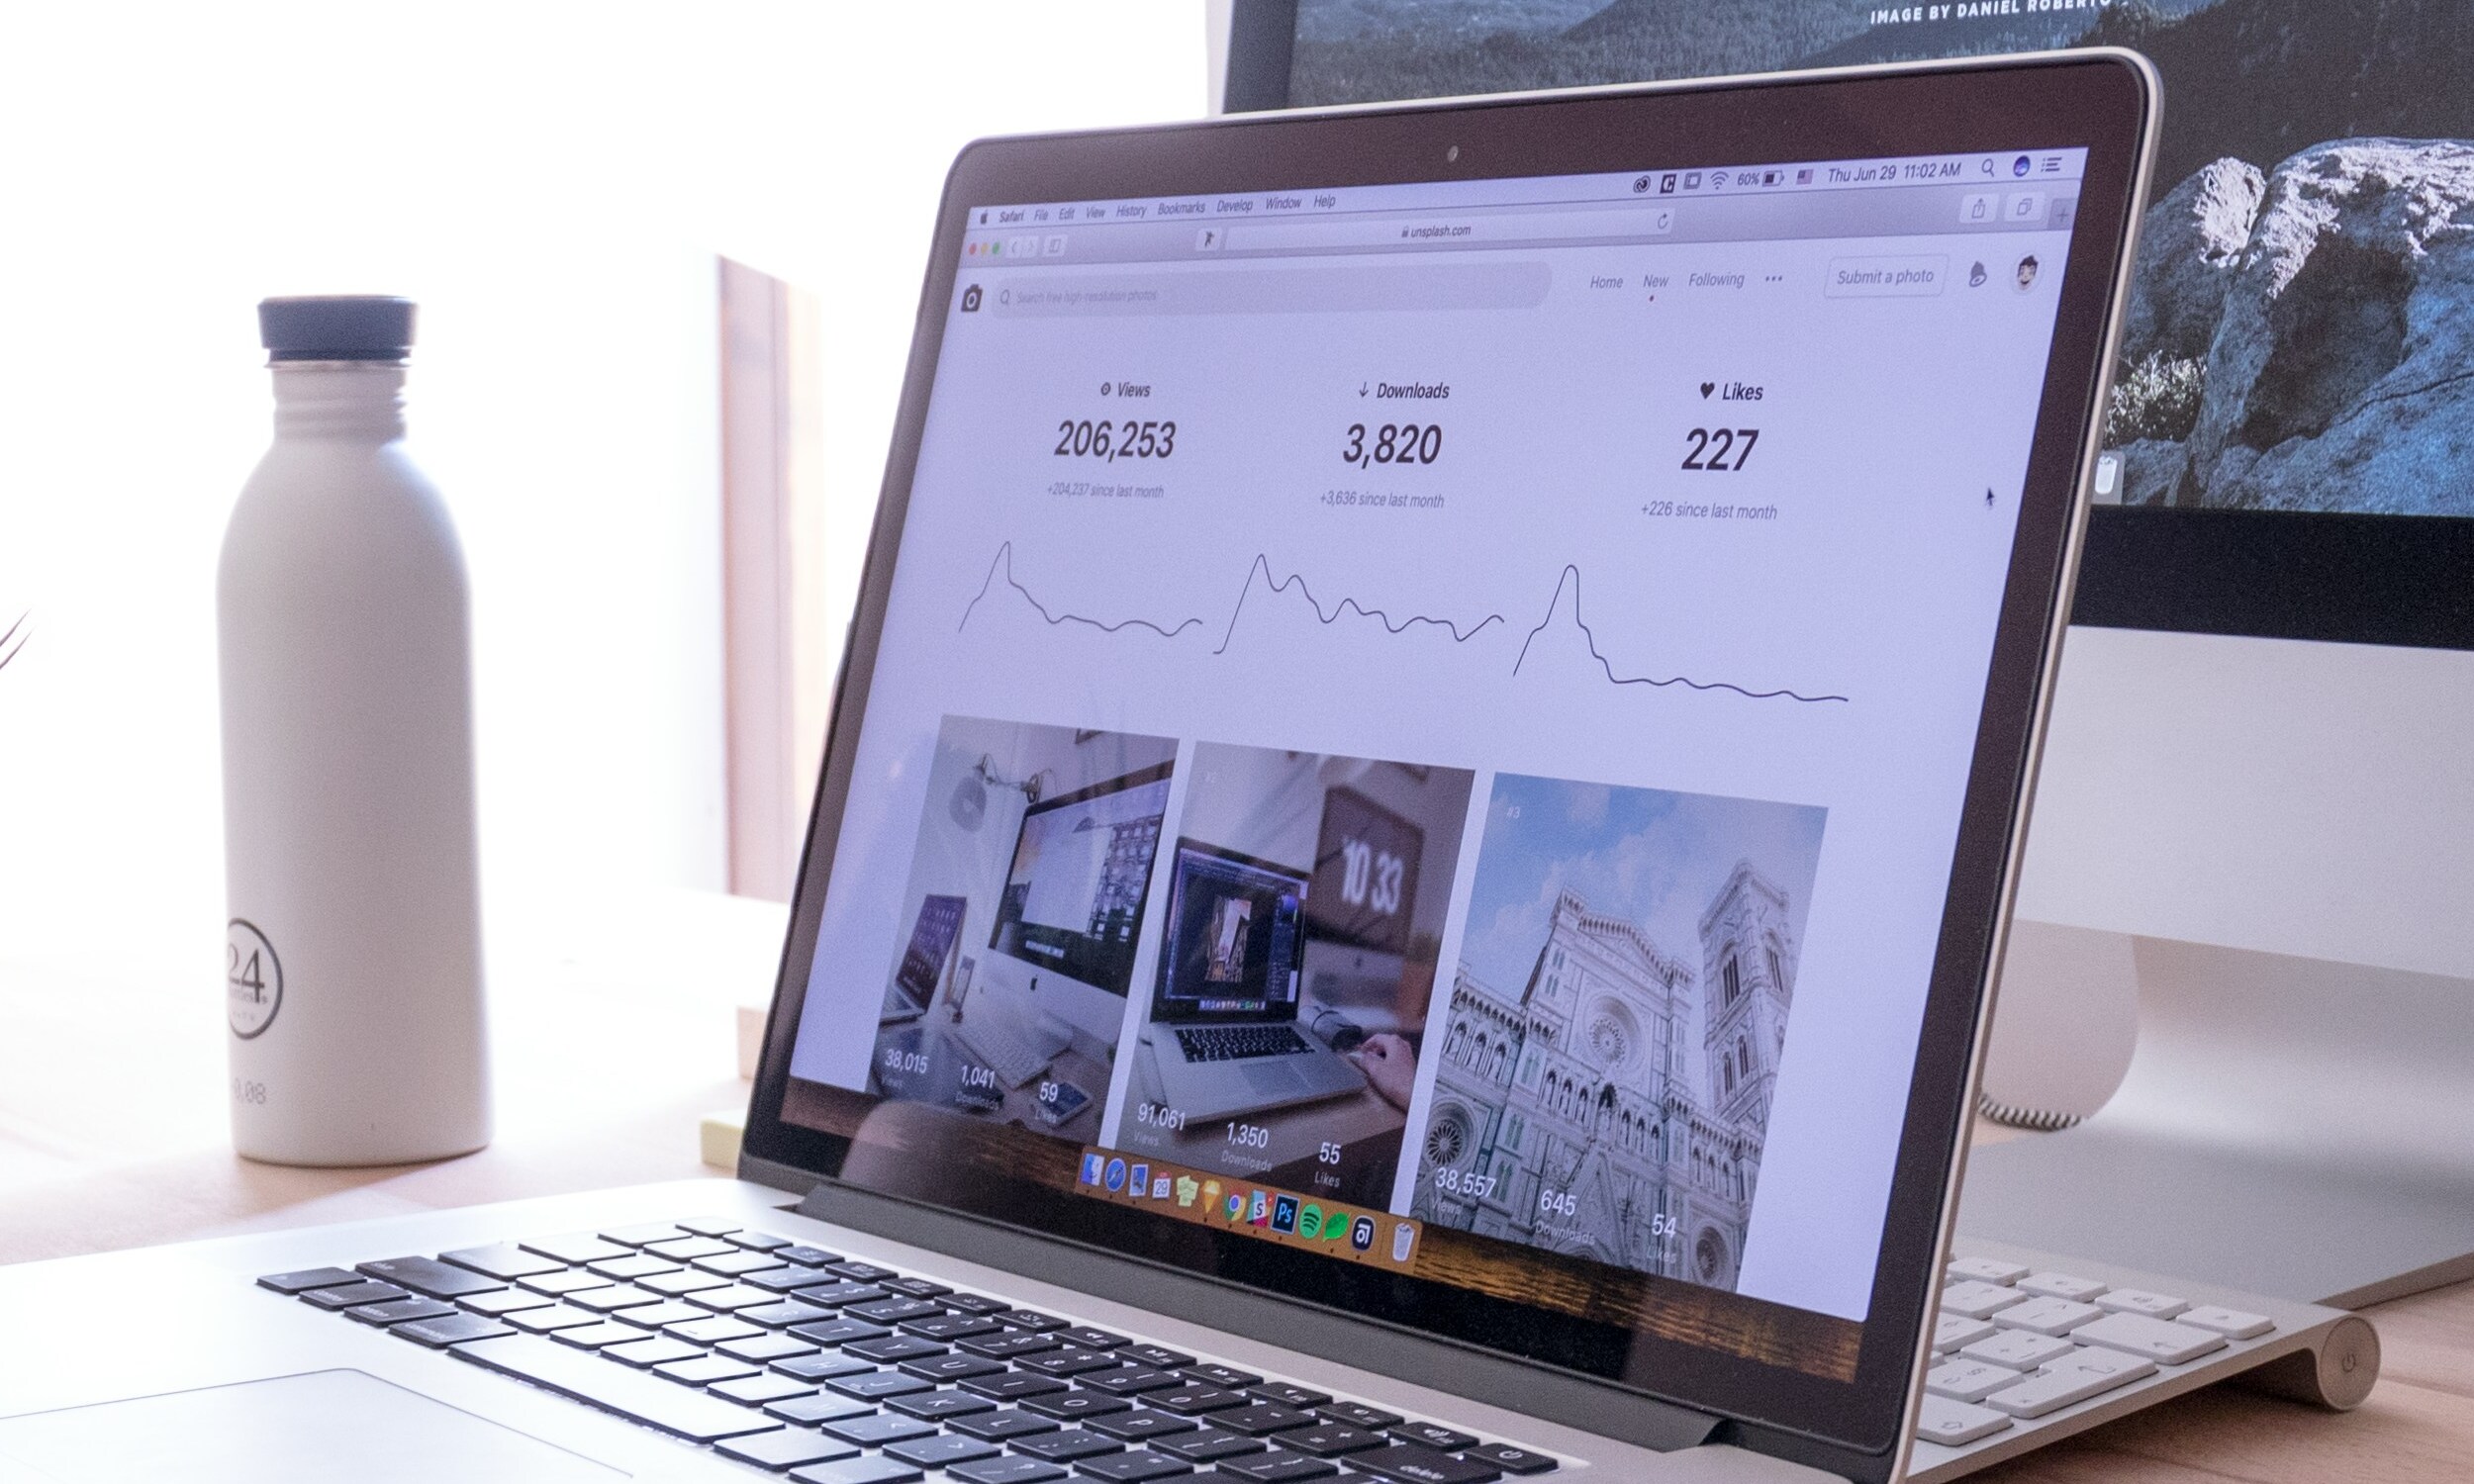 IMAGE BY DANIEL ROBERTO
Safari File Edit View History Bookmarks Develop Window Help
60% Thu Jun 29 11:02 AM
unsplash.com
Search free high-resolution photos
Home New Following ••• Submit a photo
Views
206,253
+204,237 since last month
Downloads
3,820
+3,636 since last month
Likes
227
+226 since last month
38,015
Views
1,041
Downloads
59
Likes
10 33
91,061
Views
1,350
Downloads
55
Likes
#3
38,557
Views
645
Downloads
54
Likes
29
S
Ps
24
0,08
delete